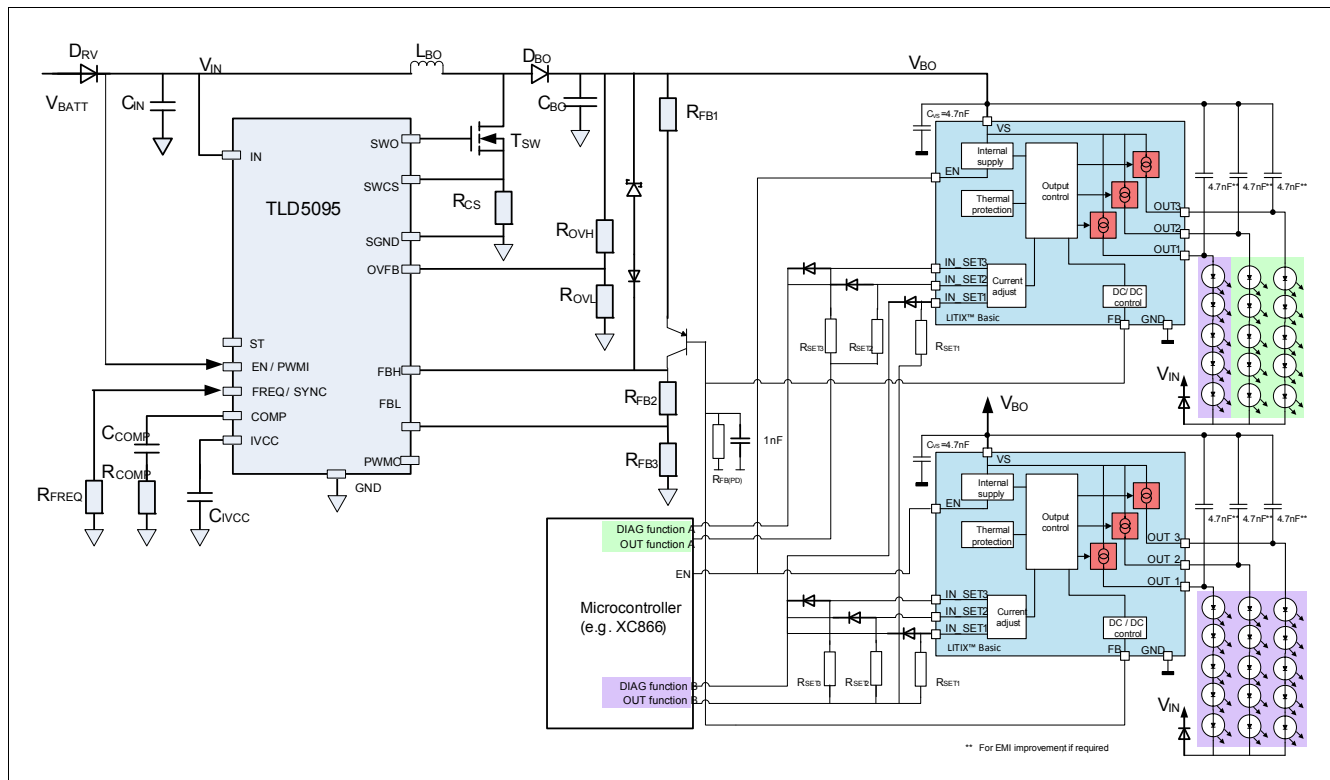 DRV
VBATT
CIN
VIN
LBO
DBO
CBO
VBO
RFB1
TSW
RCS
ROVH
ROVL
TLD5095
IN
SWO
SWCS
SGND
OVFB
ST
EN / PWMI
FREQ/ SYNC
COMP
IVCC
FBH
FBL
PWMO
GND
CCOMP
RCOMP
RFREQ
CIVCC
RFB2
RFB3
RFB(PD)
1nF
CVS=4.7nF
VS
EN
Internal
supply
Thermal
protection
Output
control
OUT3
OUT2
OUT1
4.7nF**
4.7nF**
4.7nF**
IN_SET3
IN_SET2
IN_SET1
Current
adjust
DC/ DC
control
LITIX™ Basic
FB
GND
RSET3
RSET2
RSET1
VIN
VBO
CVS=4.7nF
VS
EN
Internal
supply
Thermal
protection
Output
control
OUT_3
OUT_2
OUT_1
4.7nF**
4.7nF**
4.7nF**
IN_SET3
IN_SET2
IN_SET1
Current
adjust
DC / DC
control
LITIX™ Basic
FB
GND
RSET3
RSET2
RSET1
VIN
DIAG function A
OUT function A
EN
Microcontroller
(e.g. XC866)
DIAG function B
OUT function B
** For EMI improvement if required